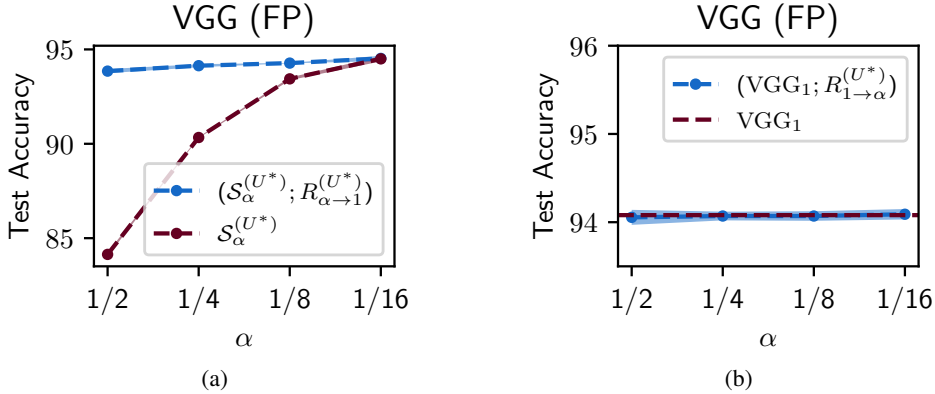 VGG (FP)
95
90
85
Test Accuracy
(𝒮_α^(U*); R_{α→1}^(U*))
𝒮_α^(U*)
1/2 1/4 1/8 1/16
α
(a)
VGG (FP)
96
95
94
Test Accuracy
(VGG₁; R_{1→α}^(U*))
VGG₁
1/2 1/4 1/8 1/16
α
(b)